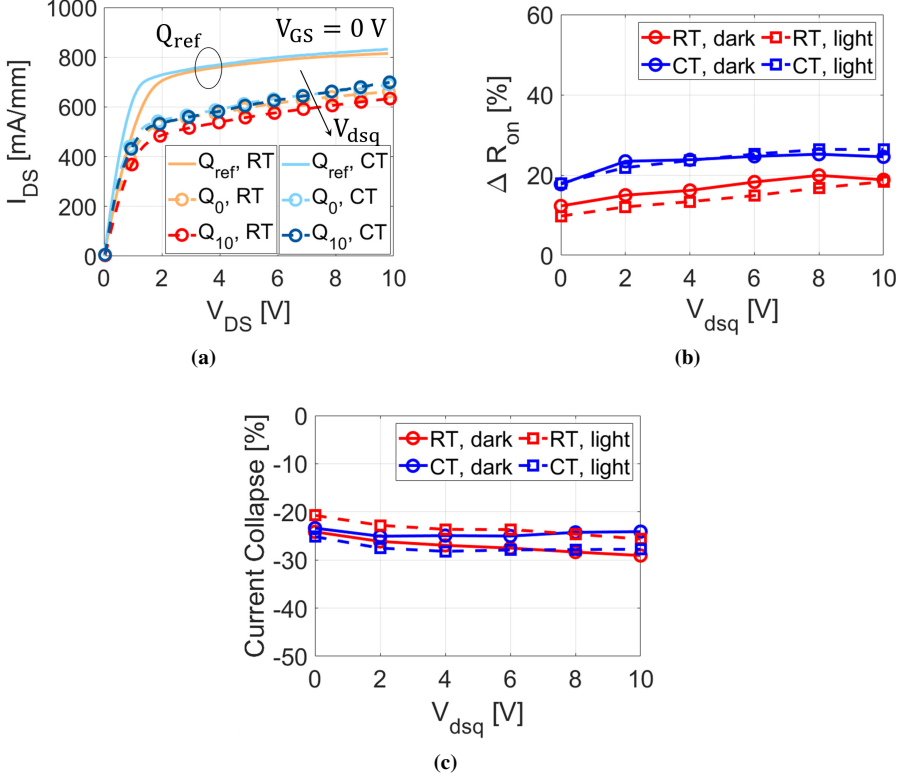 Q_ref V_GS = 0 V
V_dsq
Q_ref, RT Q_ref, CT
Q_0, RT Q_0, CT
Q_10, RT Q_10, CT
I_DS [mA/mm]
1000
800
600
400
200
0
0 2 4 6 8 10
V_DS [V]
(a)
RT, dark RT, light
CT, dark CT, light
Δ R_on [%]
60
40
20
0
0 2 4 6 8 10
V_dsq [V]
(b)
RT, dark RT, light
CT, dark CT, light
Current Collapse [%]
0
-10
-20
-30
-40
-50
0 2 4 6 8 10
V_dsq [V]
(c)